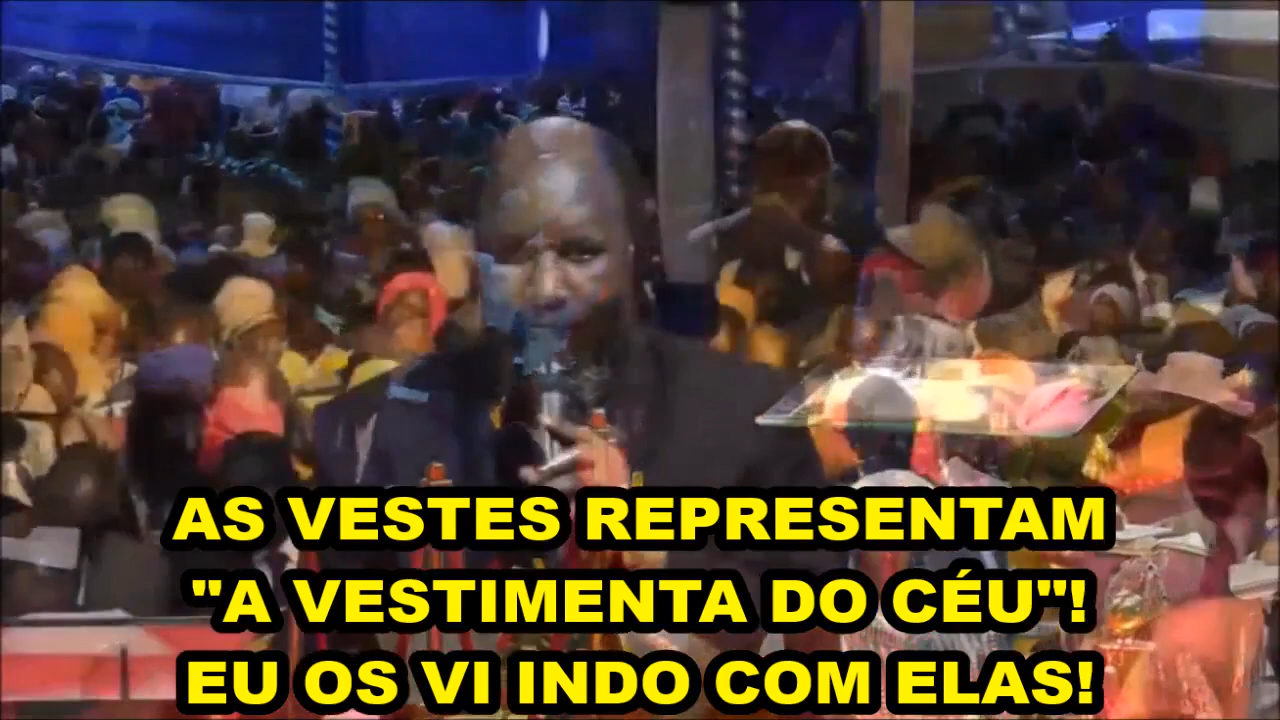 AS VESTES REPRESENTAM
"A VESTIMENTA DO CÉU"!
EU OS VI INDO COM ELAS!